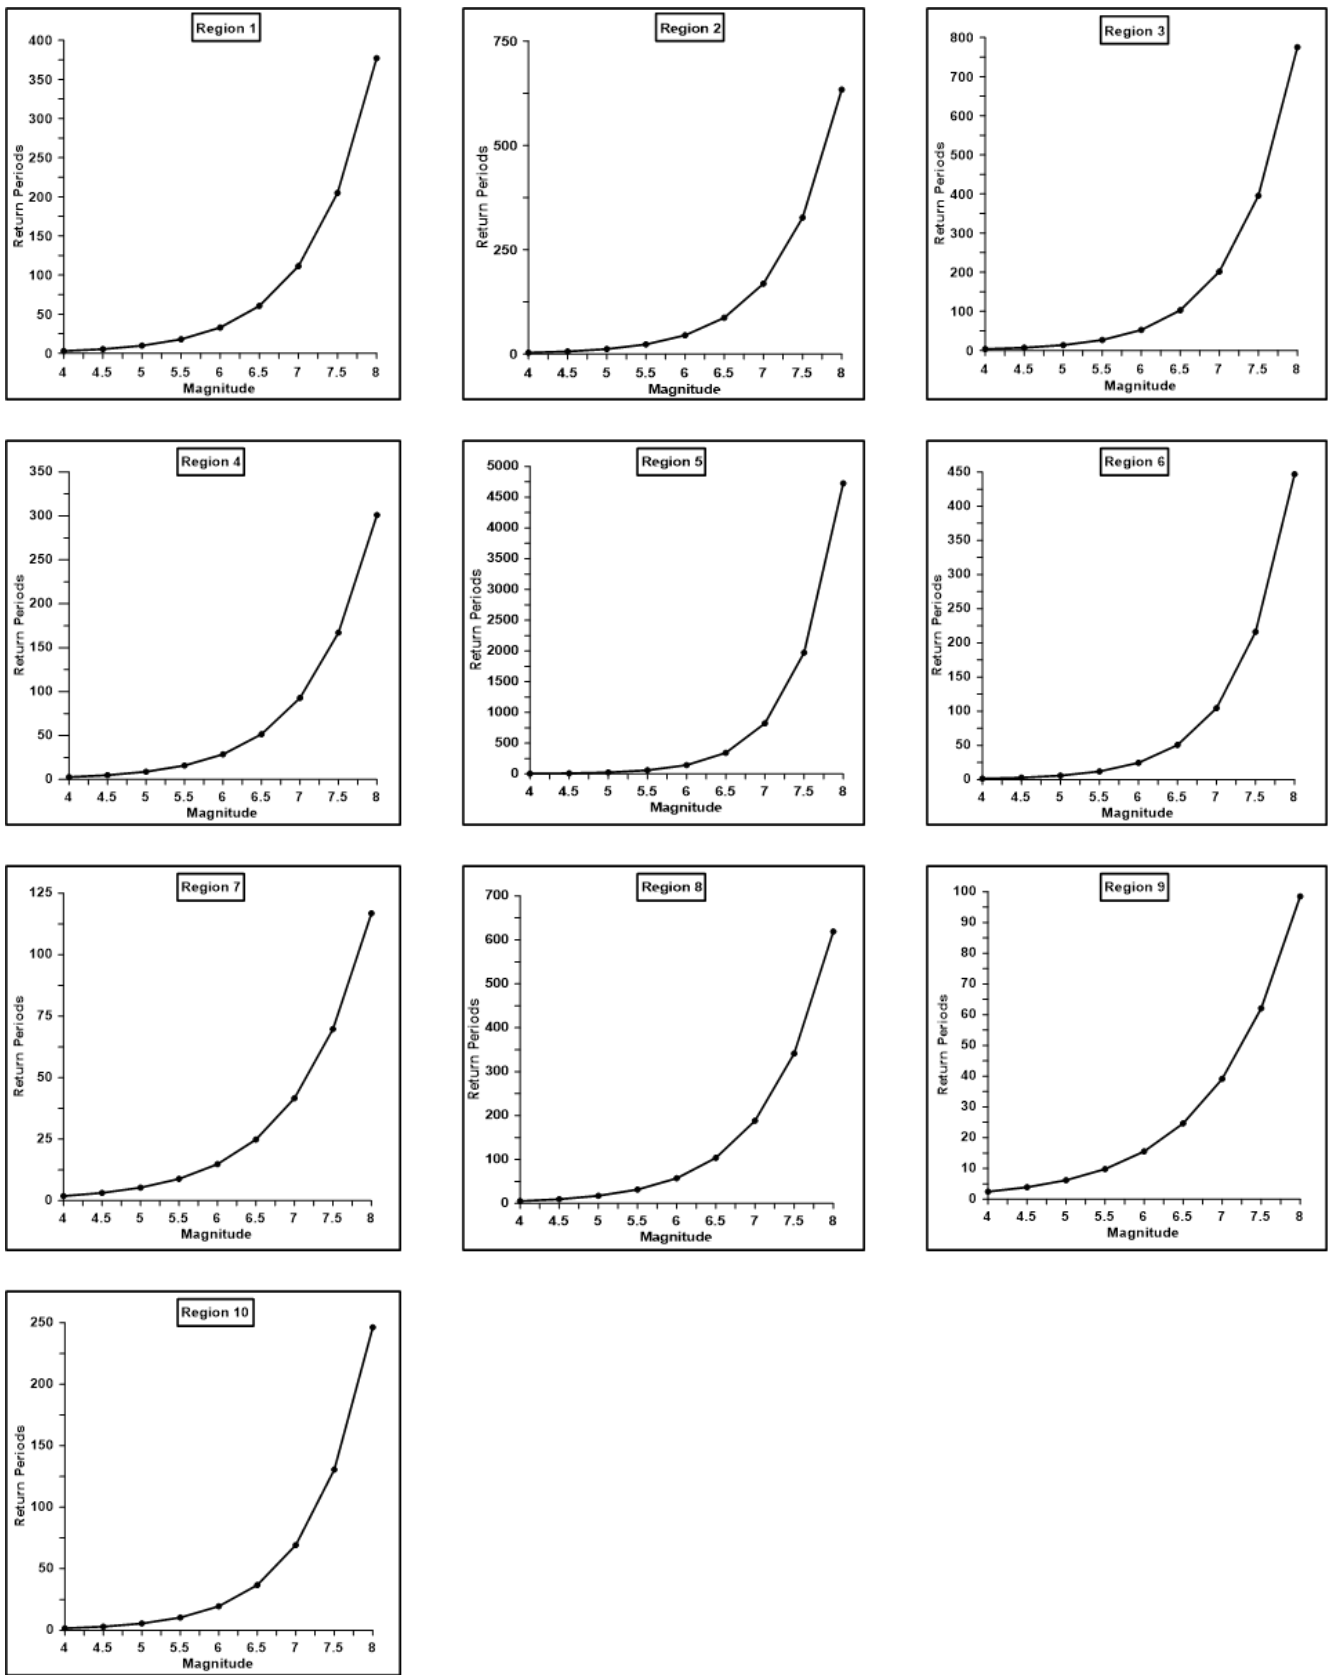 Region 1
400
350
300
250
200
150
100
50
0
Return Periods
4 4.5 5 5.5 6 6.5 7 7.5 8
Magnitude
Region 2
750
500
250
0
Return Periods
4 4.5 5 5.5 6 6.5 7 7.5 8
Magnitude
Region 3
800
700
600
500
400
300
200
100
0
Return Periods
4 4.5 5 5.5 6 6.5 7 7.5 8
Magnitude
Region 4
350
300
250
200
150
100
50
0
Return Periods
4 4.5 5 5.5 6 6.5 7 7.5 8
Magnitude
Region 5
5000
4500
4000
3500
3000
2500
2000
1500
1000
500
0
Return Periods
4 4.5 5 5.5 6 6.5 7 7.5 8
Magnitude
Region 6
450
400
350
300
250
200
150
100
50
0
Return Periods
4 4.5 5 5.5 6 6.5 7 7.5 8
Magnitude
Region 7
125
100
75
50
25
0
Return Periods
4 4.5 5 5.5 6 6.5 7 7.5 8
Magnitude
Region 8
700
600
500
400
300
200
100
0
Return Periods
4 4.5 5 5.5 6 6.5 7 7.5 8
Magnitude
Region 9
100
90
80
70
60
50
40
30
20
10
0
Return Periods
4 4.5 5 5.5 6 6.5 7 7.5 8
Magnitude
Region 10
250
200
150
100
50
0
Return Periods
4 4.5 5 5.5 6 6.5 7 7.5 8
Magnitude